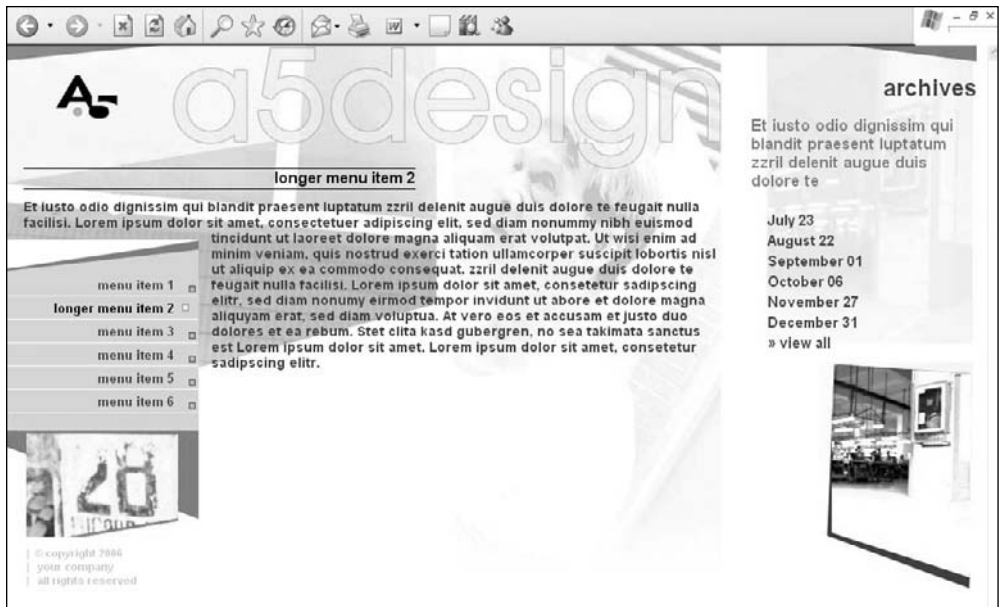 A5
a5design
longer menu item 2
Et iusto odio dignissim qui blandit praesent luptatum zzril delenit augue duis dolore te feugait nulla
facilisi. Lorem ipsum dolor sit amet, consectetuer adipiscing elit, sed diam nonummy nibh euismod
tincidunt ut laoreet dolore magna aliquam erat volutpat. Ut wisi enim ad
minim veniam, quis nostrud exerci tation ullamcorper suscipit lobortis nisl
ut aliquip ex ea commodo consequat. zzril delenit augue duis dolore te
feugait nulla facilisi. Lorem ipsum dolor sit amet, consetetur sadipscing
elitr, sed diam nonumy eirmod tempor invidunt ut abore et dolore magna
aliquyam erat, sed diam voluptua. At vero eos et accusam et justo duo
dolores et ea rebum. Stet clita kasd gubergren, no sea takimata sanctus
est Lorem ipsum dolor sit amet. Lorem ipsum dolor sit amet, consetetur
sadipscing elitr.
menu item 1
longer menu item 2
menu item 3
menu item 4
menu item 5
menu item 6
| © copyright 2006
| your company
| all rights reserved
archives
Et iusto odio dignissim qui
blandit praesent luptatum
zzril delenit augue duis
dolore te
July 23
August 22
September 01
October 06
November 27
December 31
» view all